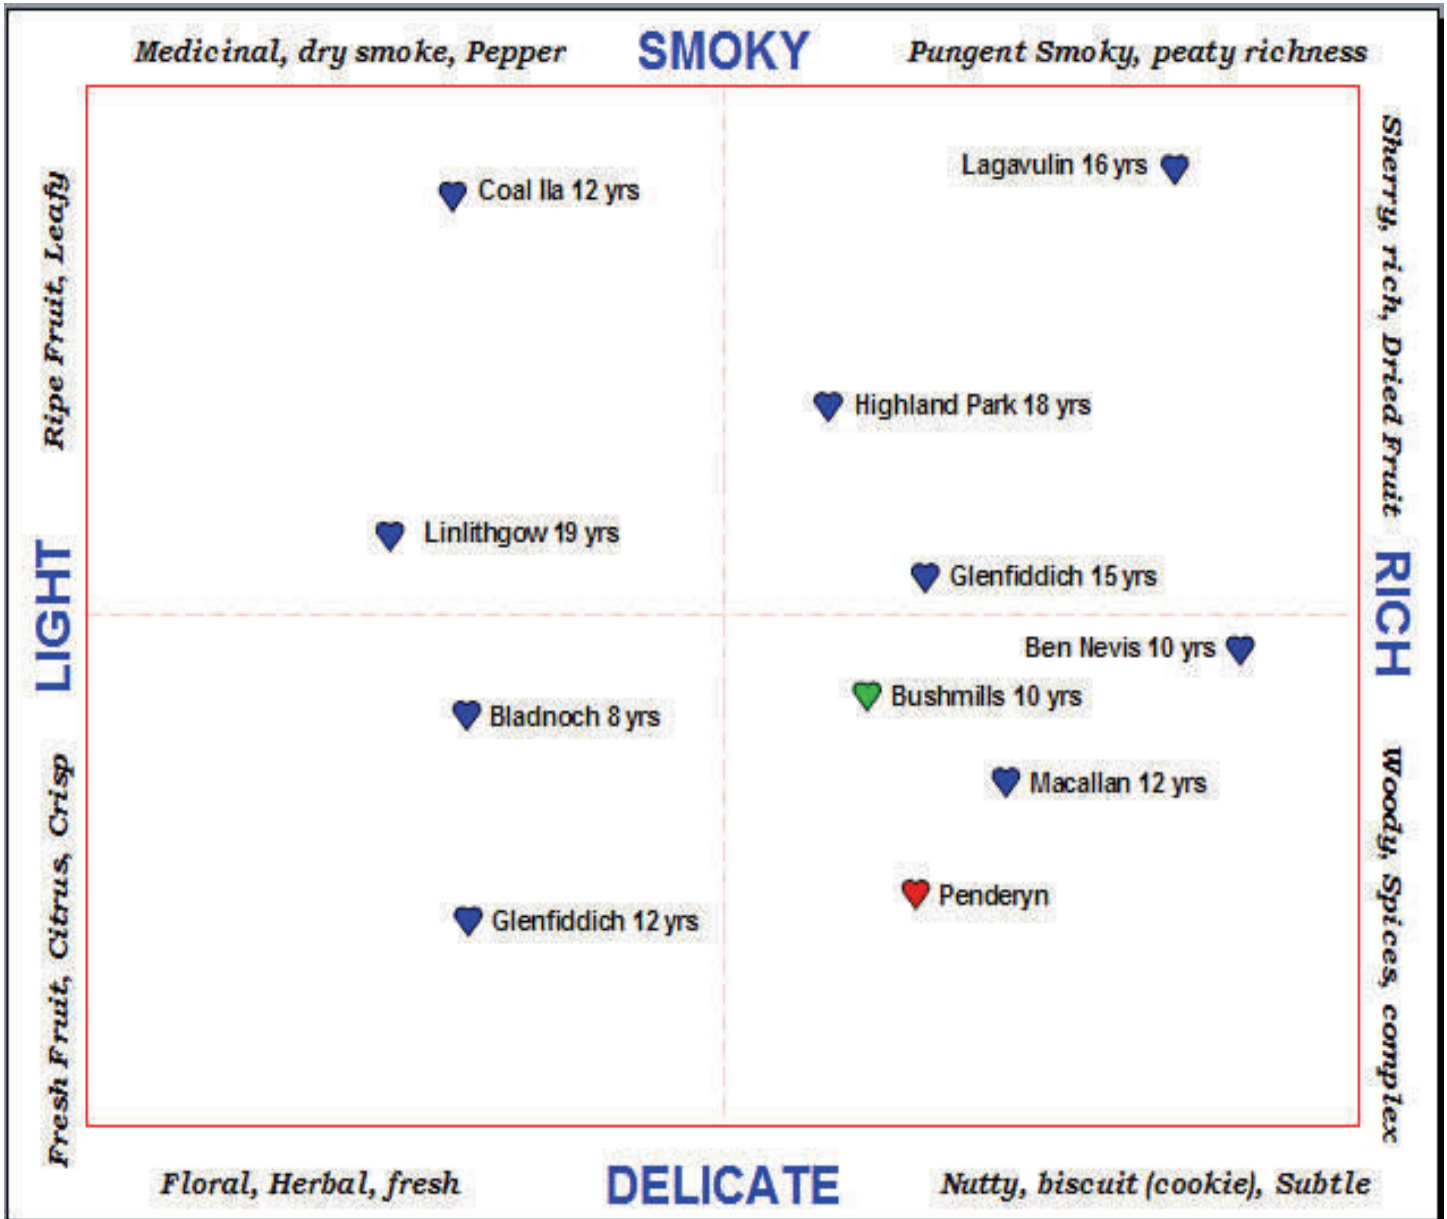 Medicinal, dry smoke, Pepper
SMOKY
Pungent Smoky, peaty richness
Ripe Fruit, Leafy
LIGHT
Fresh Fruit, Citrus, Crisp
Coal Ila 12 yrs
Lagavulin 16 yrs
Highland Park 18 yrs
Linlithgow 19 yrs
Glenfiddich 15 yrs
Ben Nevis 10 yrs
Bushmills 10 yrs
Bladnoch 8 yrs
Macallan 12 yrs
Penderyn
Glenfiddich 12 yrs
Sherry, rich, Dried Fruit
RICH
Woody, Spices, complex
Floral, Herbal, fresh
DELICATE
Nutty, biscuit (cookie), Subtle